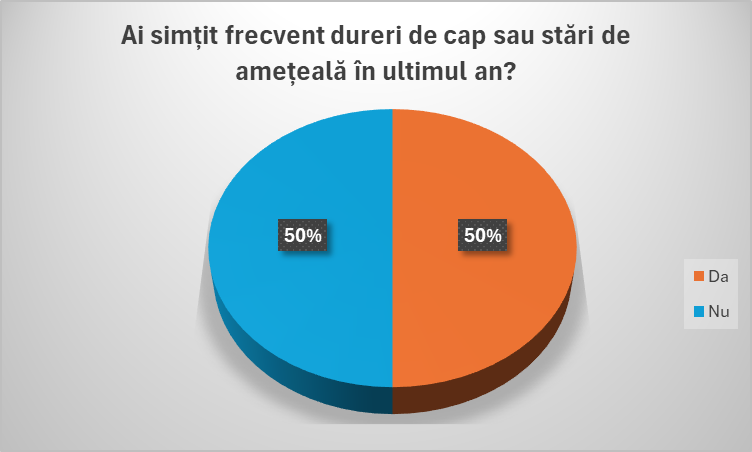 Ai simțit frecvent dureri de cap sau stări de
amețeală în ultimul an?
50%
50%
Da
Nu